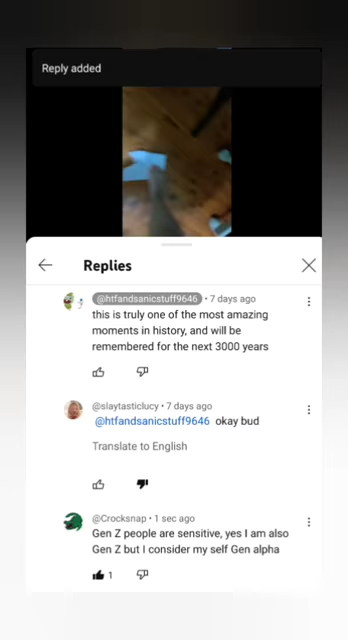 Reply added
Replies
@htfandsanicstuff9646 • 7 days ago
this is truly one of the most amazing
moments in history, and will be
remembered for the next 3000 years
@slaytasticlucy • 7 days ago
@htfandsanicstuff9646 okay bud
Translate to English
@Crocksnap • 1 sec ago
Gen Z people are sensitive, yes I am also
Gen Z but I consider my self Gen alpha
1